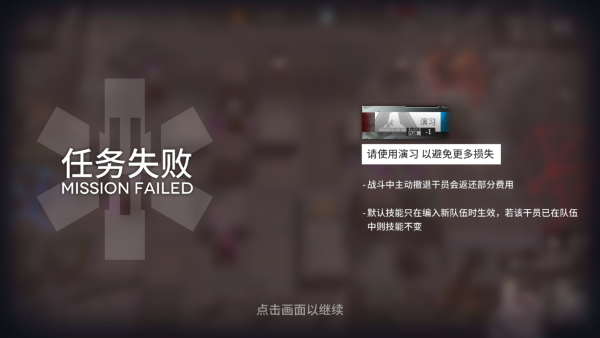 任务失败
MISSION FAILED
演习
-1
请使用演习 以避免更多损失
- 战斗中主动撤退干员会返还部分费用
- 默认技能只在编入新队伍时生效，若该干员已在队伍
中则技能不变
点击画面以继续